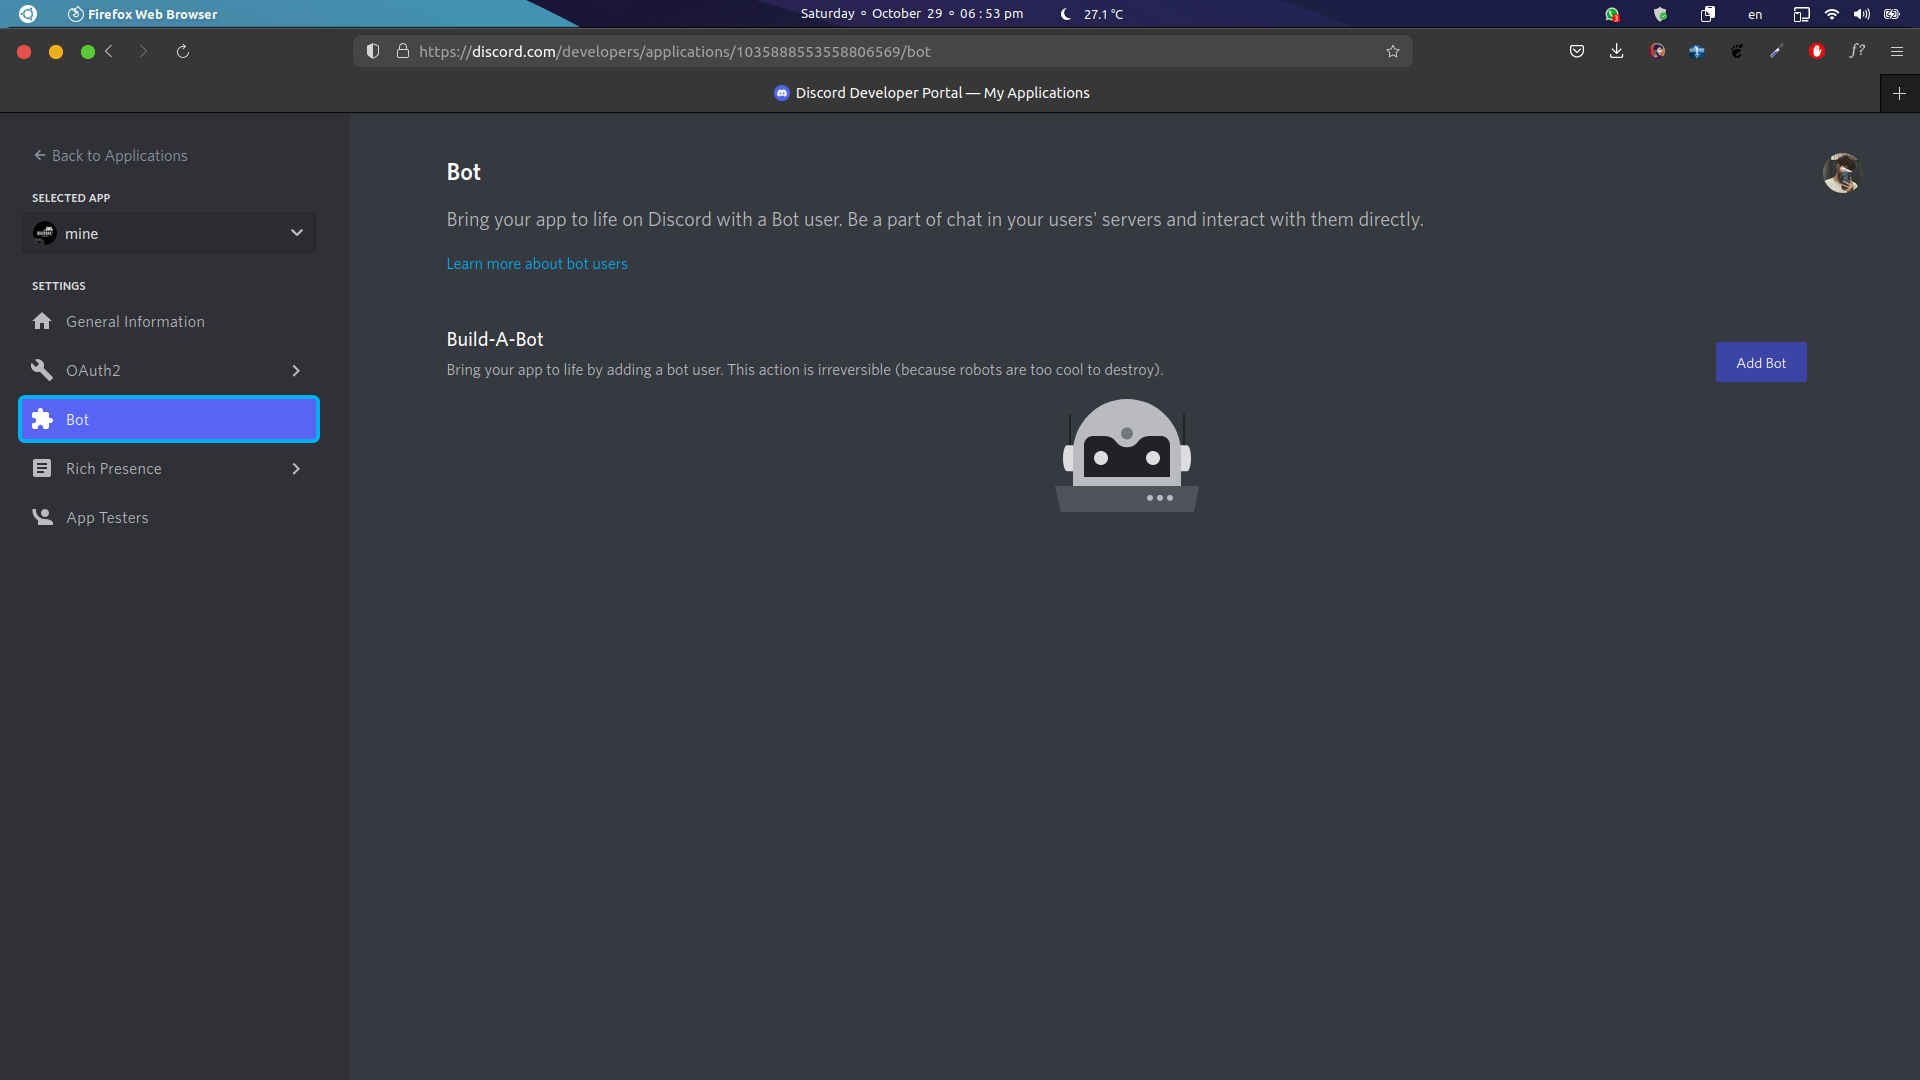 Firefox Web Browser
Saturday ∘ October 29 ∘ 06 : 53 pm
27.1 °C
en
https://discord.com/developers/applications/1035888553558806569/bot
f?
Discord Developer Portal — My Applications
← Back to Applications
SELECTED APP
mine
SETTINGS
General Information
OAuth2
Bot
Rich Presence
App Testers
Bot
Bring your app to life on Discord with a Bot user. Be a part of chat in your users' servers and interact with them directly.
Learn more about bot users
Build-A-Bot
Bring your app to life by adding a bot user. This action is irreversible (because robots are too cool to destroy).
Add Bot